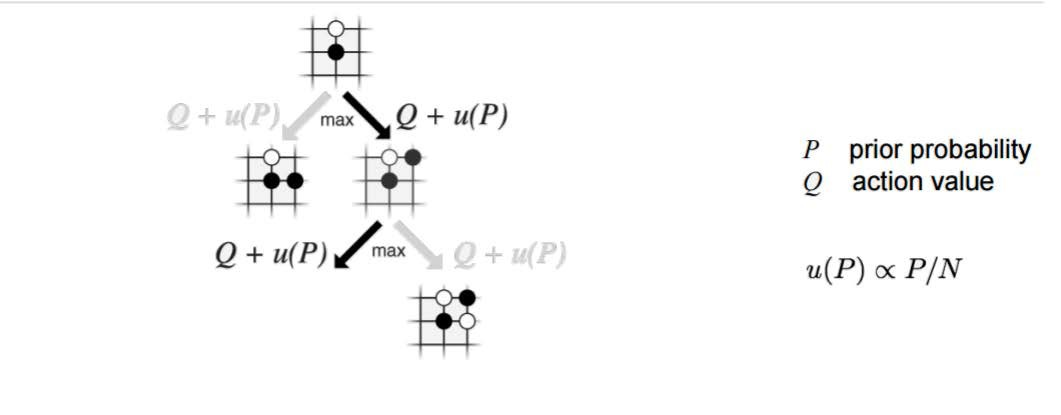 Q + u(P)
max
Q + u(P)
P prior probability
Q action value
Q + u(P)
max
Q + u(P)
u(P) ∝ P/N